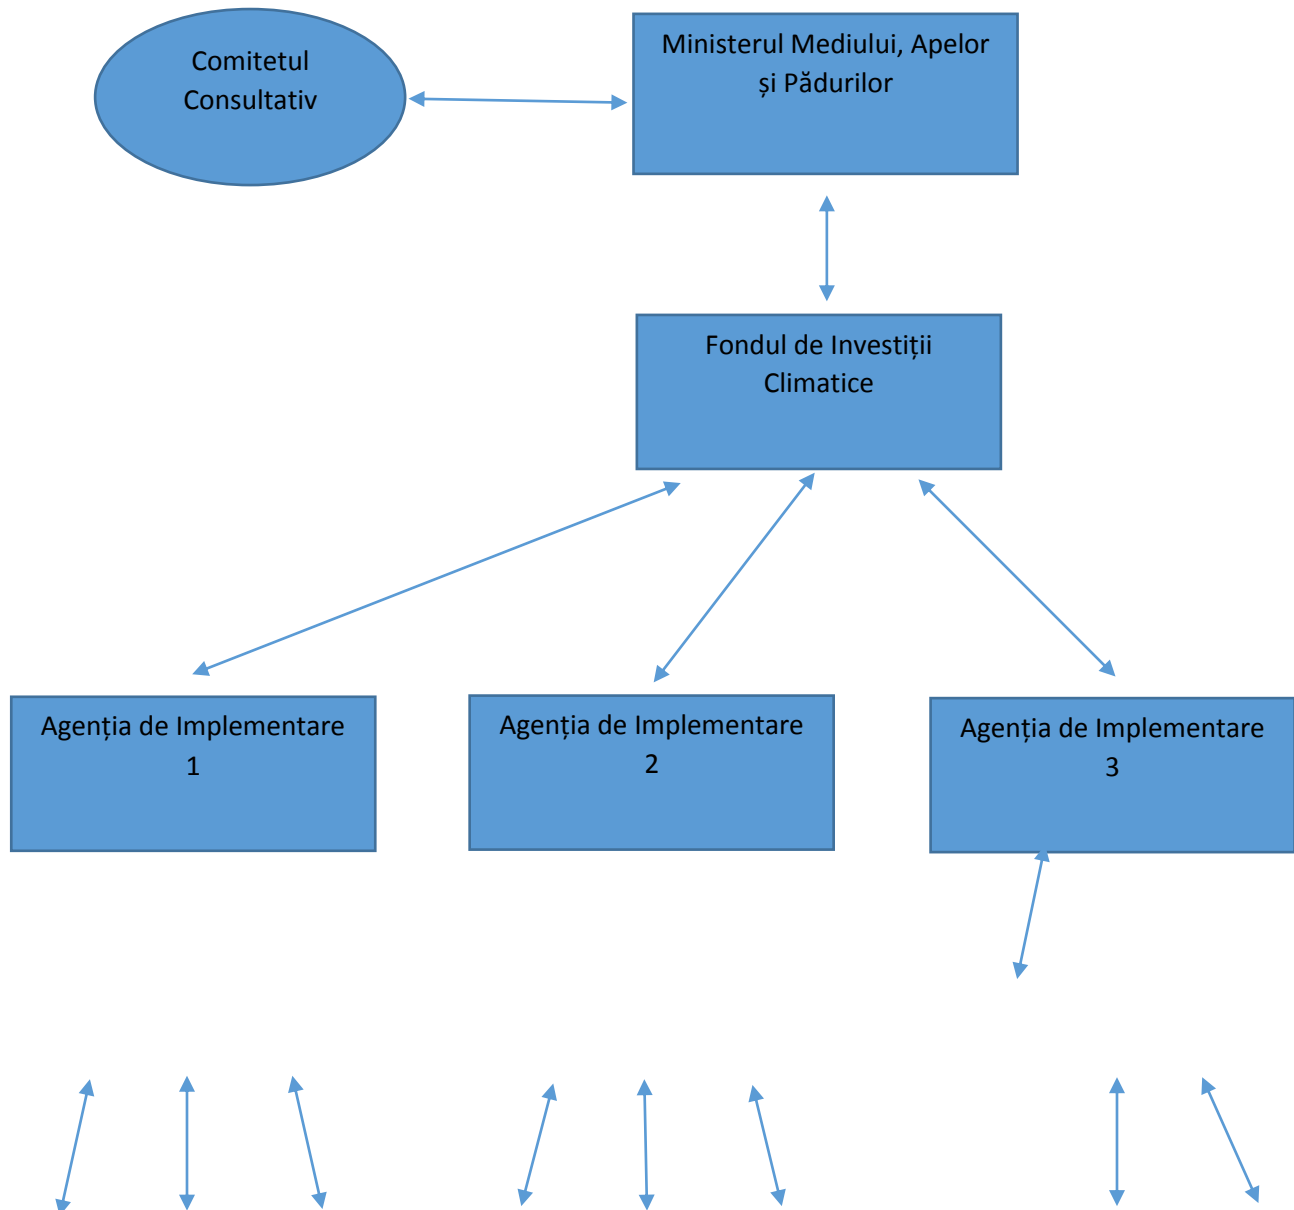 Comitetul
Consultativ
Ministerul Mediului, Apelor
și Pădurilor
Fondul de Investiții
Climatice
Agenția de Implementare
1
Agenția de Implementare
2
Agenția de Implementare
3